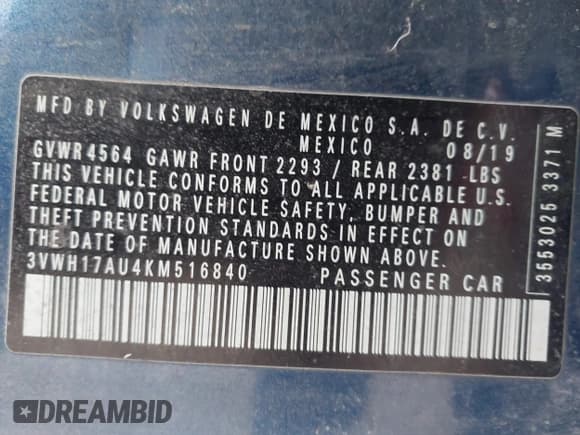 MFD BY VOLKSWAGEN DE MEXICO S.A. DE C.V.
MEXICO 08/19
GVWR 4564 GAWR FRONT 2293 / REAR 2381 LBS
THIS VEHICLE CONFORMS TO ALL APPLICABLE U.S.
FEDERAL MOTOR VEHICLE SAFETY, BUMPER AND
THEFT PREVENTION STANDARDS IN EFFECT ON
THE DATE OF MANUFACTURE SHOWN ABOVE.
3VWH17AU4KM516840 PASSENGER CAR
3553025 3371 M
DREAMBID